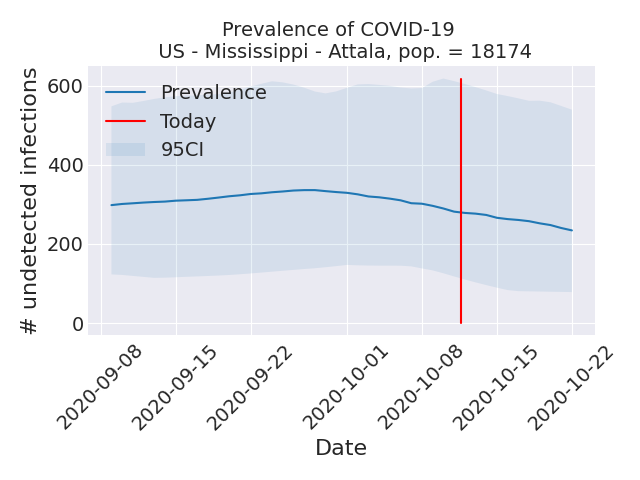 Prevalence of COVID-19
US - Mississippi - Attala, pop. = 18174
# undetected infections
600
400
200
0
Prevalence
Today
95CI
2020-09-08
2020-09-15
2020-09-22
2020-10-01
2020-10-08
2020-10-15
2020-10-22
Date